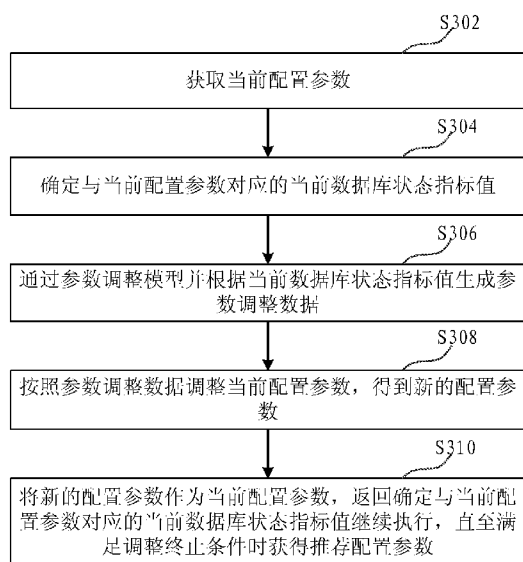 S302
获取当前配置参数
S304
确定与当前配置参数对应的当前数据库状态指标值
S306
通过参数调整模型并根据当前数据库状态指标值生成参
数调整数据
S308
按照参数调整数据调整当前配置参数，得到新的配置参
数
S310
将新的配置参数作为当前配置参数，返回确定与当前配
置参数对应的当前数据库状态指标值继续执行，直至满
足调整终止条件时获得推荐配置参数